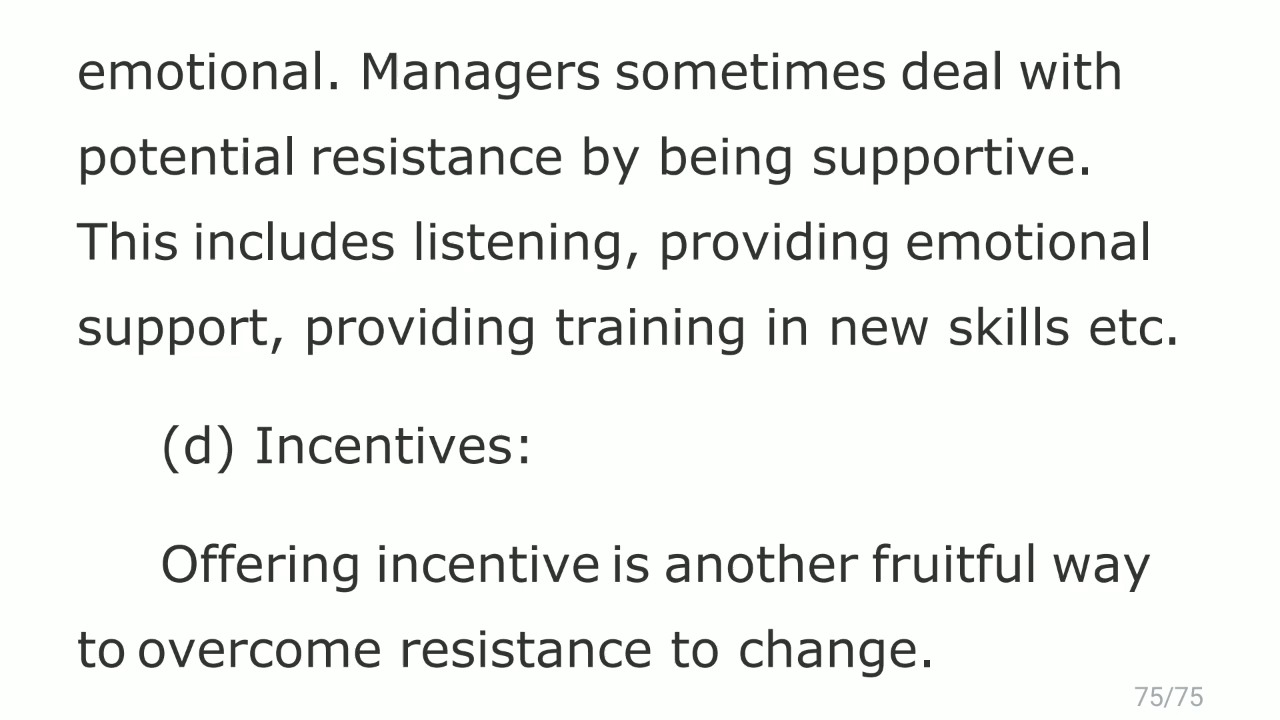 emotional. Managers sometimes deal with
potential resistance by being supportive.
This includes listening, providing emotional
support, providing training in new skills etc.
(d) Incentives:
Offering incentive is another fruitful way
to overcome resistance to change.
75/75